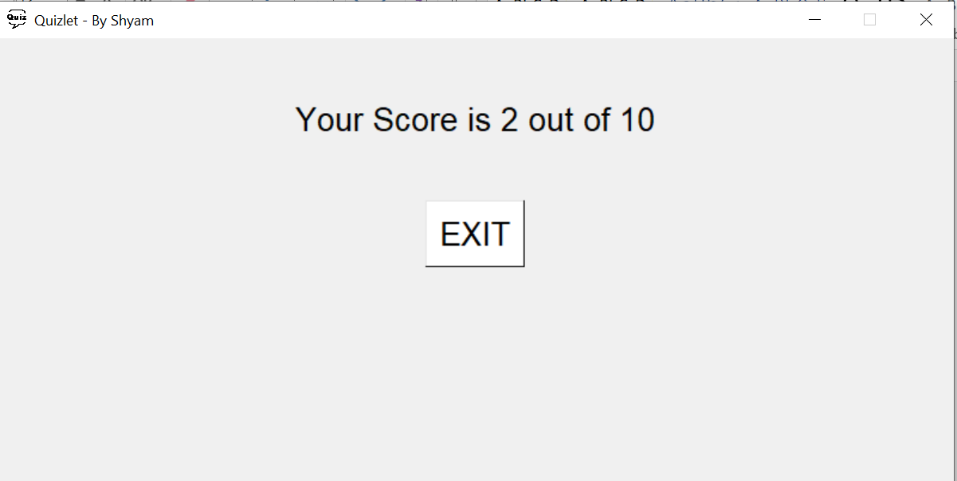 Quiz
Quizlet - By Shyam
Your Score is 2 out of 10
EXIT